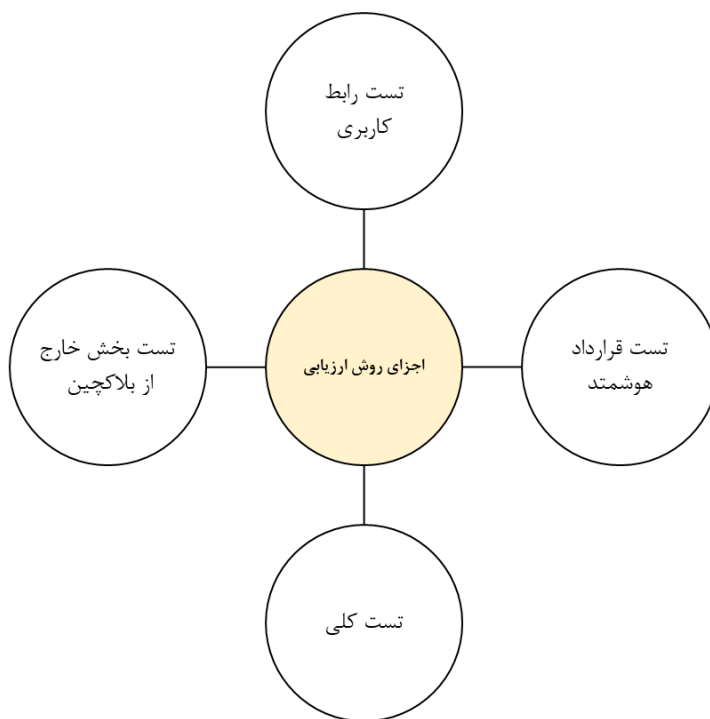 تست رابط
کاربری
تست قرارداد
هوشمند
اجزای روش ارزیابی
تست بخش خارج
از بلاکچین
تست کلی